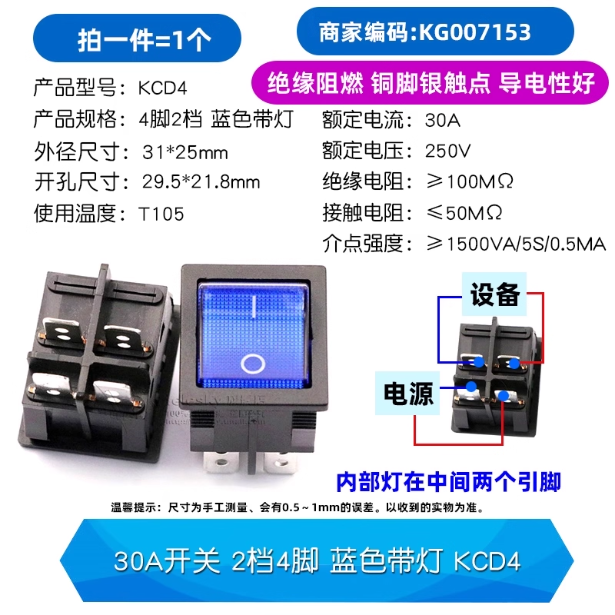 拍一件=1个
商家编码:KG007153
绝缘阻燃 铜脚银触点 导电性好
产品型号: KCD4
产品规格: 4脚2档 蓝色带灯
外径尺寸: 31*25mm
开孔尺寸: 29.5*21.8mm
使用温度: T105
额定电流: 30A
额定电压: 250V
绝缘电阻: ≥100MΩ
接触电阻: ≤50MΩ
介点强度: ≥1500VA/5S/0.5MA
设备
电源
内部灯在中间两个引脚
温馨提示: 尺寸为手工测量、会有0.5~1mm的误差。以收到的实物为准。
30A开关 2档4脚 蓝色带灯 KCD4